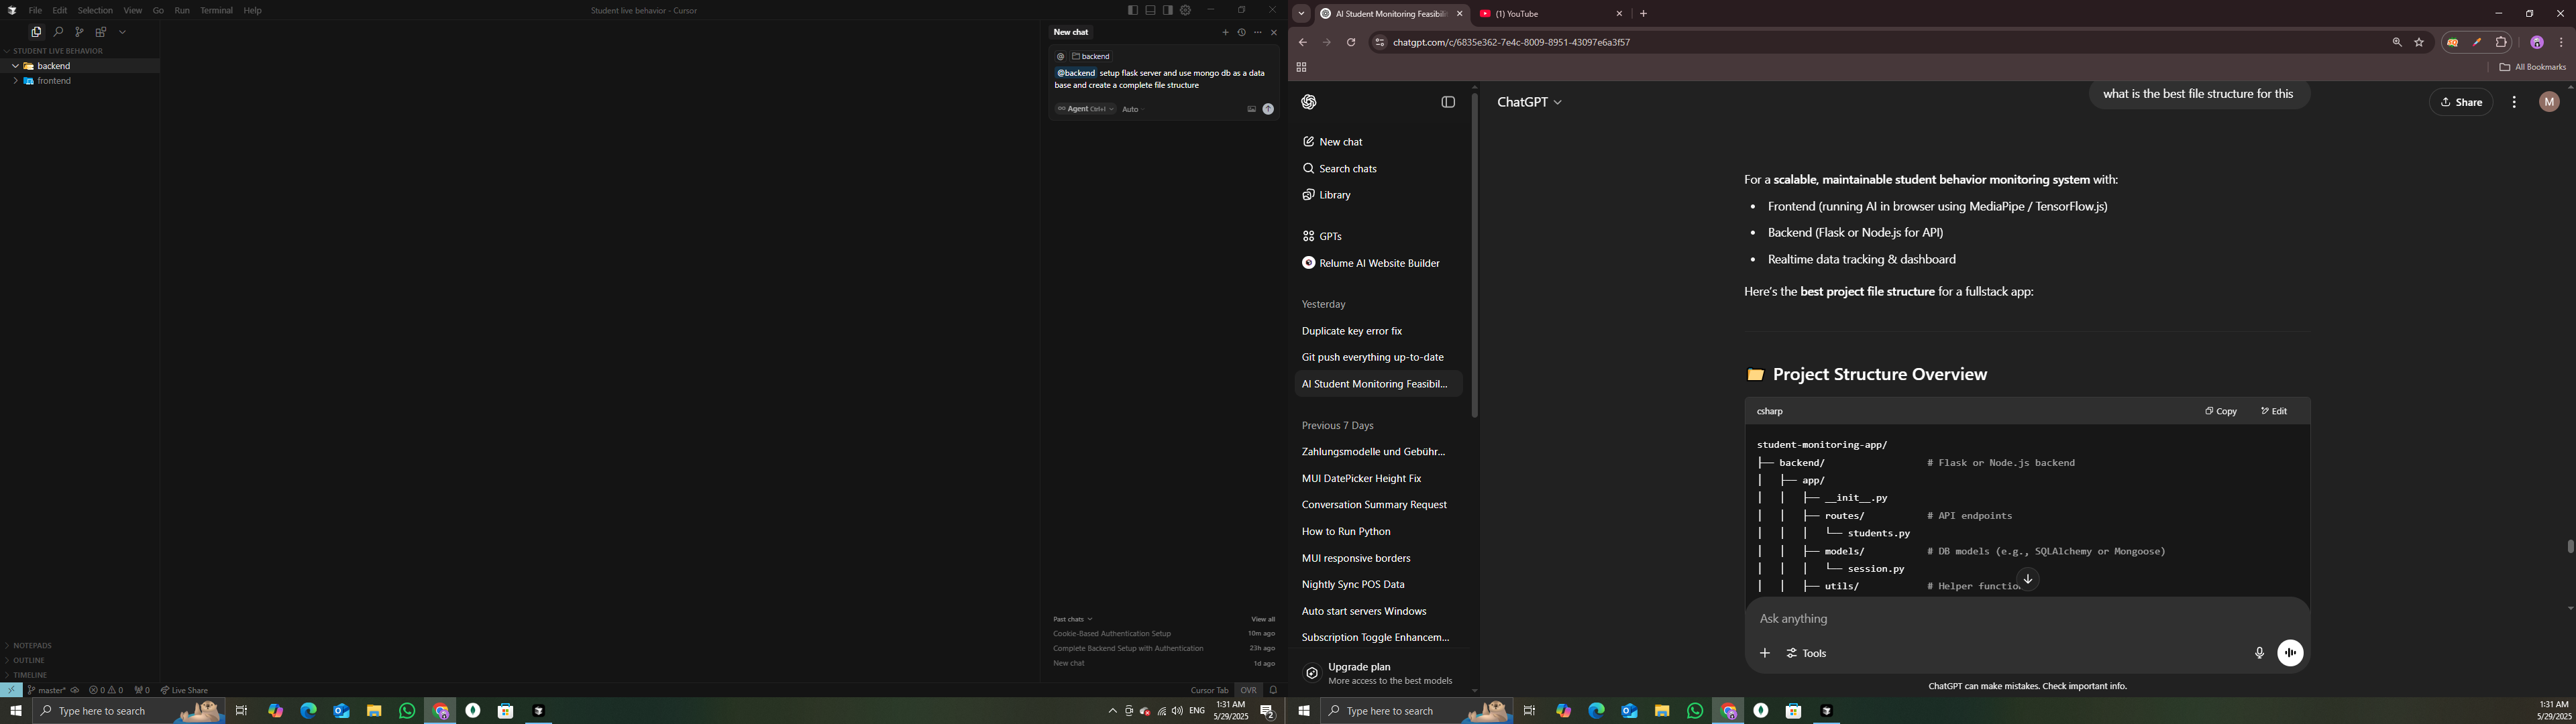 File Edit Selection View Go Run Terminal Help
Student live behavior - Cursor
STUDENT LIVE BEHAVIOR
backend
frontend
NOTEPADS
OUTLINE
TIMELINE
New chat
@ backend
@backend setup flask server and use mongo db as a data
base and create a complete file structure
Agent Ctrl+I Auto
Past chats View all
Cookie-Based Authentication Setup 10m ago
Complete Backend Setup with Authentication 23h ago
New chat 1d ago
master* 0 0 0 Live Share
Cursor Tab OVR
Type here to search
ENG
1:31 AM
5/29/2025
2
AI Student Monitoring Feasibili
(1) YouTube
chatgpt.com/c/6835e362-7e4c-8009-8951-43097e6a3f57
All Bookmarks
New chat
Search chats
Library
GPTs
Relume AI Website Builder
Yesterday
Duplicate key error fix
Git push everything up-to-date
AI Student Monitoring Feasibil...
Previous 7 Days
Zahlungsmodelle und Gebühr...
MUI DatePicker Height Fix
Conversation Summary Request
How to Run Python
MUI responsive borders
Nightly Sync POS Data
Auto start servers Windows
Subscription Toggle Enhancem...
Upgrade plan
More access to the best models
ChatGPT
Share
M
what is the best file structure for this
For a scalable, maintainable student behavior monitoring system with:
• Frontend (running AI in browser using MediaPipe / TensorFlow.js)
• Backend (Flask or Node.js for API)
• Realtime data tracking & dashboard
Here's the best project file structure for a fullstack app:
Project Structure Overview
csharp Copy Edit
student-monitoring-app/
├── backend/ # Flask or Node.js backend
│ ├── app/
│ │ ├── __init__.py
│ │ ├── routes/ # API endpoints
│ │ │ └── students.py
│ │ ├── models/ # DB models (e.g., SQLAlchemy or Mongoose)
│ │ │ └── session.py
│ │ ├── utils/ # Helper function
Ask anything
Tools
ChatGPT can make mistakes. Check important info.
Type here to search
1:31 AM
5/29/2025